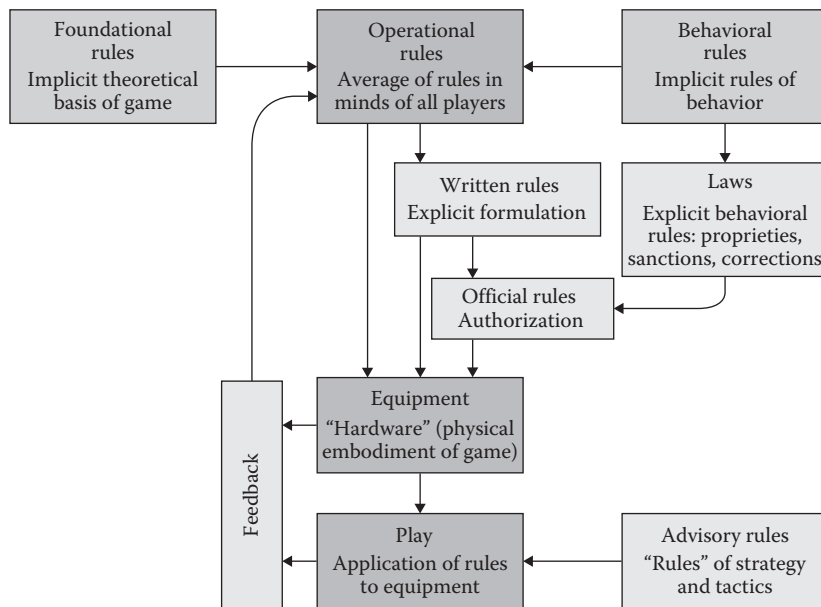 Foundational
rules
Implicit theoretical
basis of game
Operational
rules
Average of rules in
minds of all players
Behavioral
rules
Implicit rules of
behavior
Written rules
Explicit formulation
Laws
Explicit behavioral
rules: proprieties,
sanctions, corrections
Official rules
Authorization
Equipment
“Hardware” (physical
embodiment of game)
Feedback
Play
Application of rules
to equipment
Advisory rules
“Rules” of strategy
and tactics